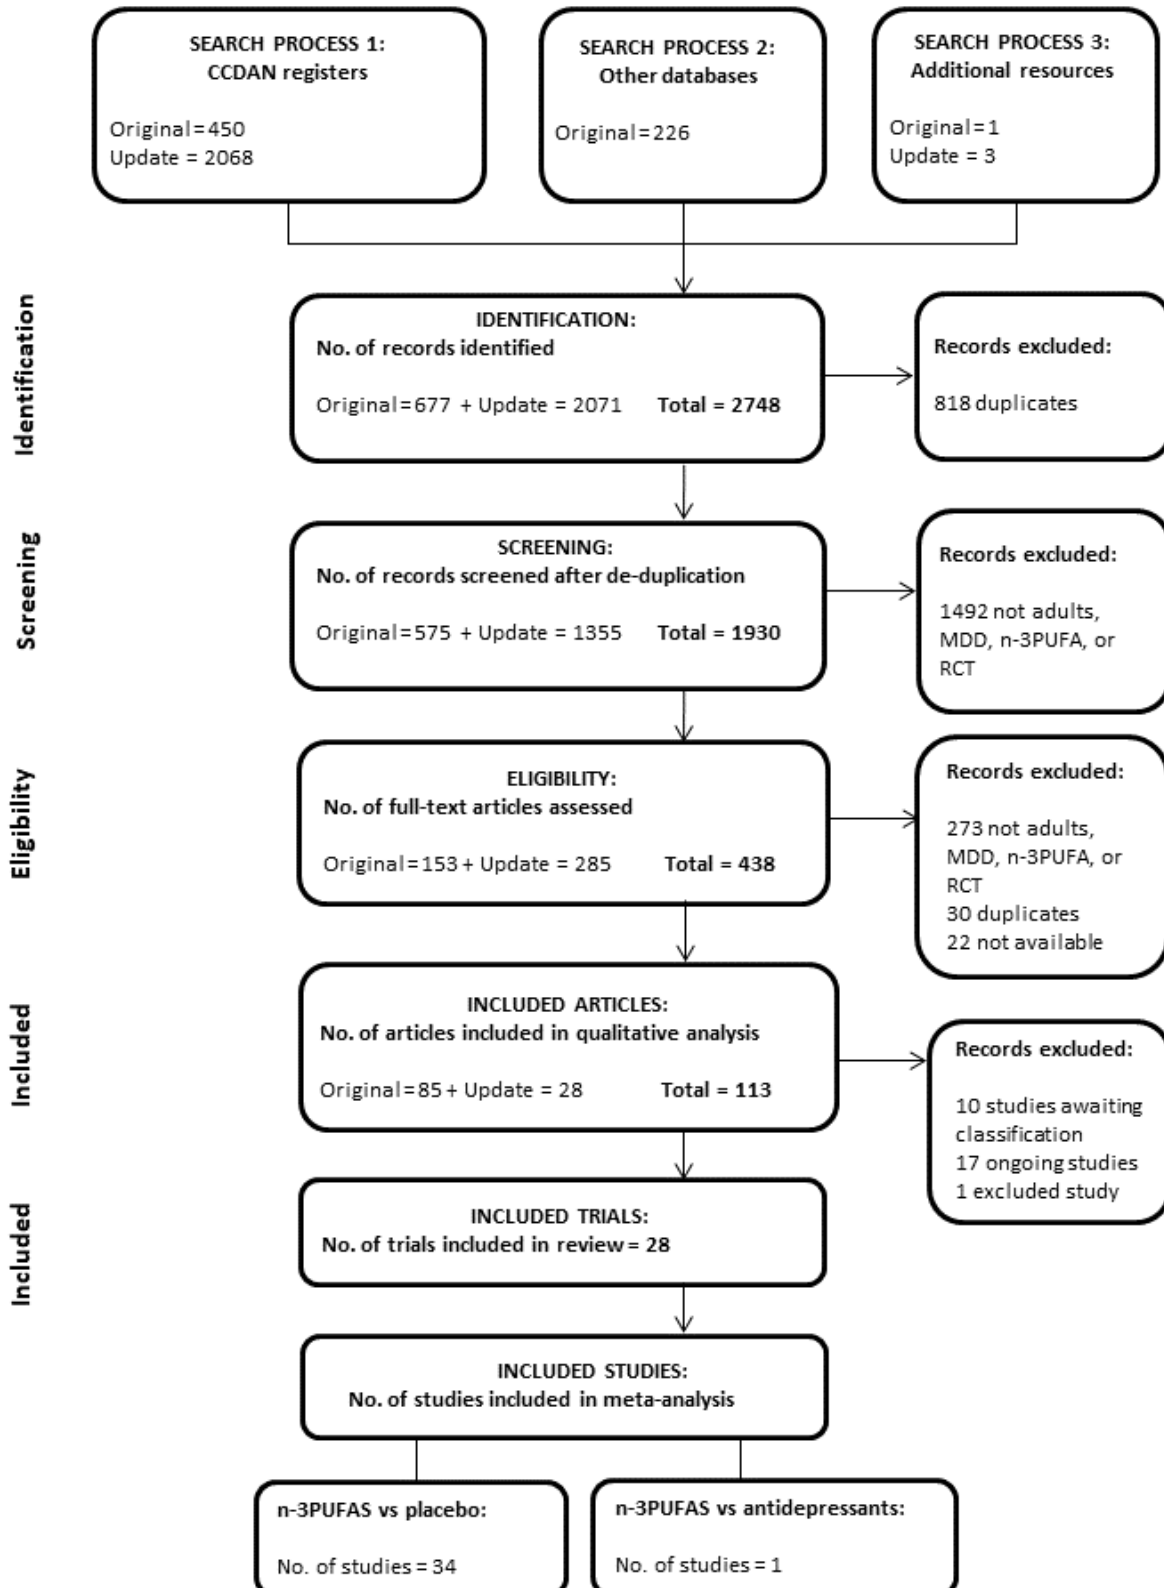 SEARCH PROCESS 1:
CCDAN registers
Original=450
Update = 2068
SEARCH PROCESS 2:
Other databases
Original=226
SEARCH PROCESS 3:
Additional resources
Original=1
Update = 3
Identification
IDENTIFICATION:
No. of records identified
Original=677 + Update = 2071 Total = 2748
Records excluded:
818 duplicates
Screening
SCREENING:
No. of records screened after de-duplication
Original=575 + Update = 1355 Total = 1930
Records excluded:
1492 not adults,
MDD, n-3PUFA, or
RCT
Eligibility
ELIGIBILITY:
No. of full-text articles assessed
Original=153 + Update = 285 Total = 438
Records excluded:
273 not adults,
MDD, n-3PUFA, or
RCT
30 duplicates
22 not available
Included
INCLUDED ARTICLES:
No. of articles included in qualitative analysis
Original=85 + Update = 28 Total = 113
Records excluded:
10 studies awaiting
classification
17 ongoing studies
1 excluded study
Included
INCLUDED TRIALS:
No. of trials included in review = 28
INCLUDED STUDIES:
No. of studies included in meta-analysis
n-3PUFAS vs placebo:
No. of studies = 34
n-3PUFAS vs antidepressants:
No. of studies = 1